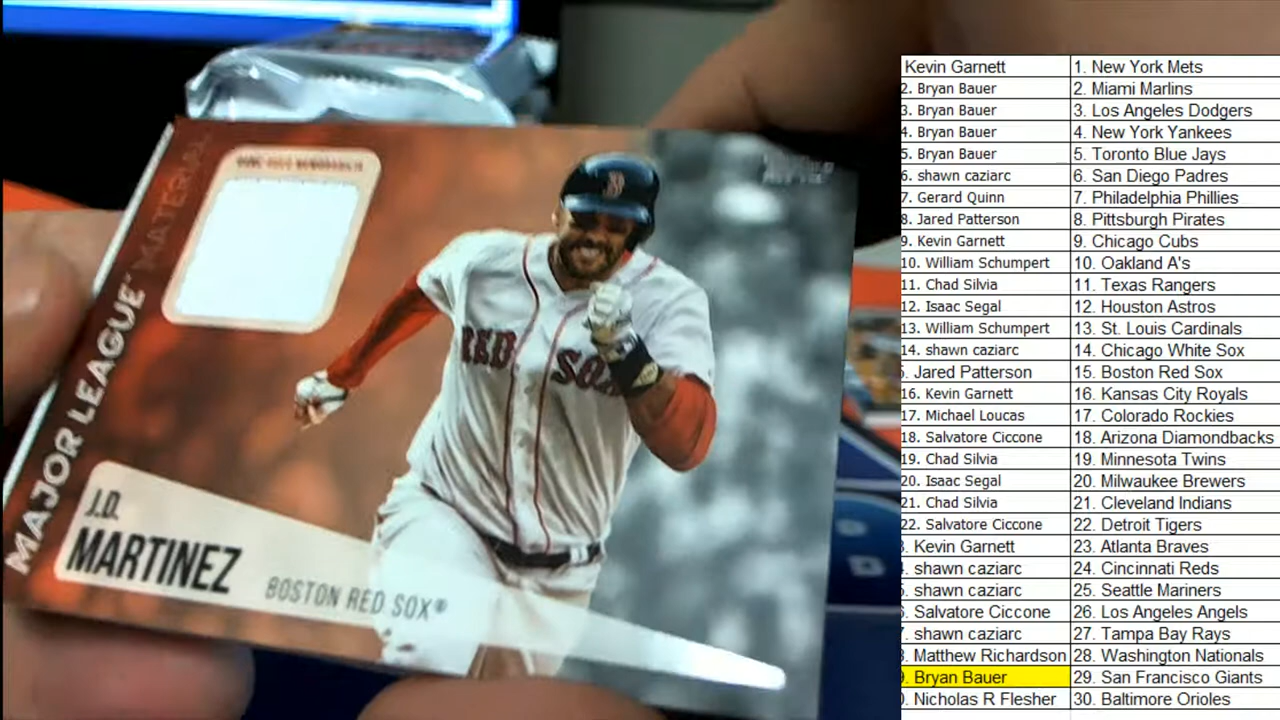 MAJOR LEAGUE MATERIAL
RED SOX
J.D.
MARTINEZ
BOSTON RED SOX®
Kevin Garnett 1. New York Mets
2. Bryan Bauer 2. Miami Marlins
3. Bryan Bauer 3. Los Angeles Dodgers
4. Bryan Bauer 4. New York Yankees
5. Bryan Bauer 5. Toronto Blue Jays
6. shawn caziarc 6. San Diego Padres
7. Gerard Quinn 7. Philadelphia Phillies
8. Jared Patterson 8. Pittsburgh Pirates
9. Kevin Garnett 9. Chicago Cubs
10. William Schumpert 10. Oakland A's
11. Chad Silvia 11. Texas Rangers
12. Isaac Segal 12. Houston Astros
13. William Schumpert 13. St. Louis Cardinals
14. shawn caziarc 14. Chicago White Sox
. Jared Patterson 15. Boston Red Sox
16. Kevin Garnett 16. Kansas City Royals
17. Michael Loucas 17. Colorado Rockies
18. Salvatore Ciccone 18. Arizona Diamondbacks
19. Chad Silvia 19. Minnesota Twins
20. Isaac Segal 20. Milwaukee Brewers
21. Chad Silvia 21. Cleveland Indians
22. Salvatore Ciccone 22. Detroit Tigers
. Kevin Garnett 23. Atlanta Braves
. shawn caziarc 24. Cincinnati Reds
. shawn caziarc 25. Seattle Mariners
. Salvatore Ciccone 26. Los Angeles Angels
. shawn caziarc 27. Tampa Bay Rays
. Matthew Richardson 28. Washington Nationals
. Bryan Bauer 29. San Francisco Giants
. Nicholas R Flesher 30. Baltimore Orioles